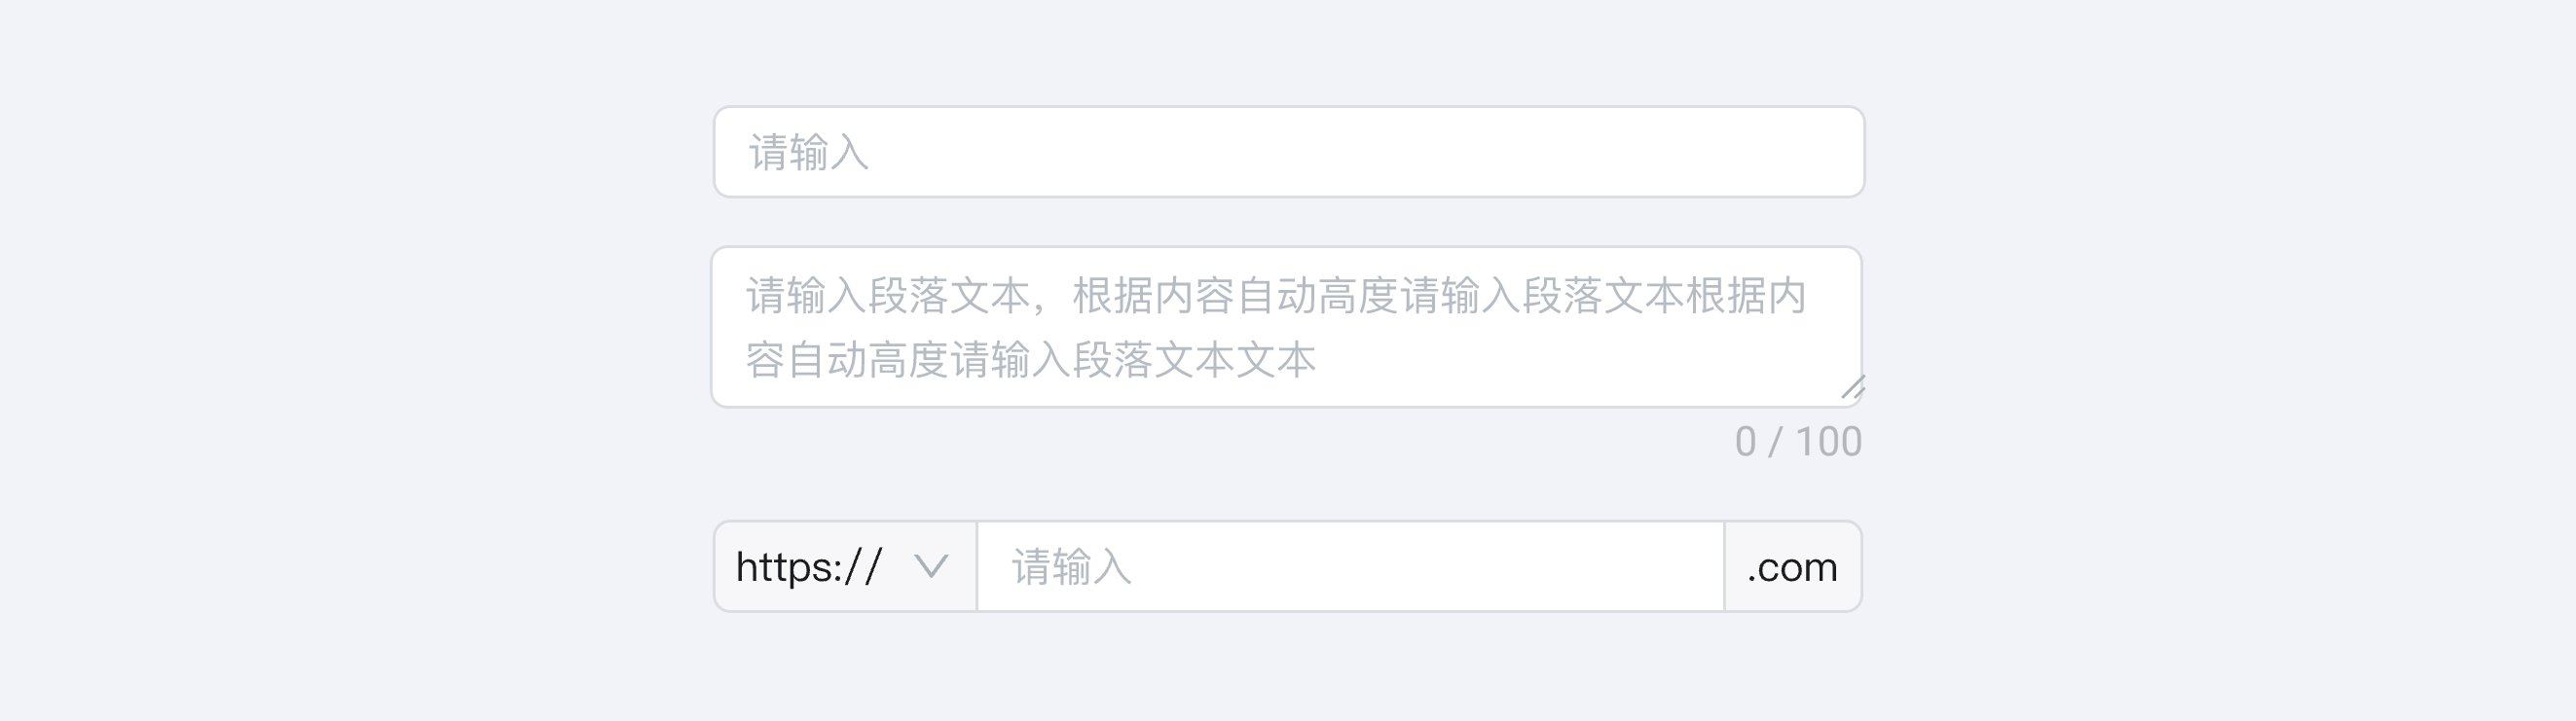 请输入
请输入段落文本，根据内容自动高度请输入段落文本根据内
容自动高度请输入段落文本文本
0 / 100
https:// 请输入 .com